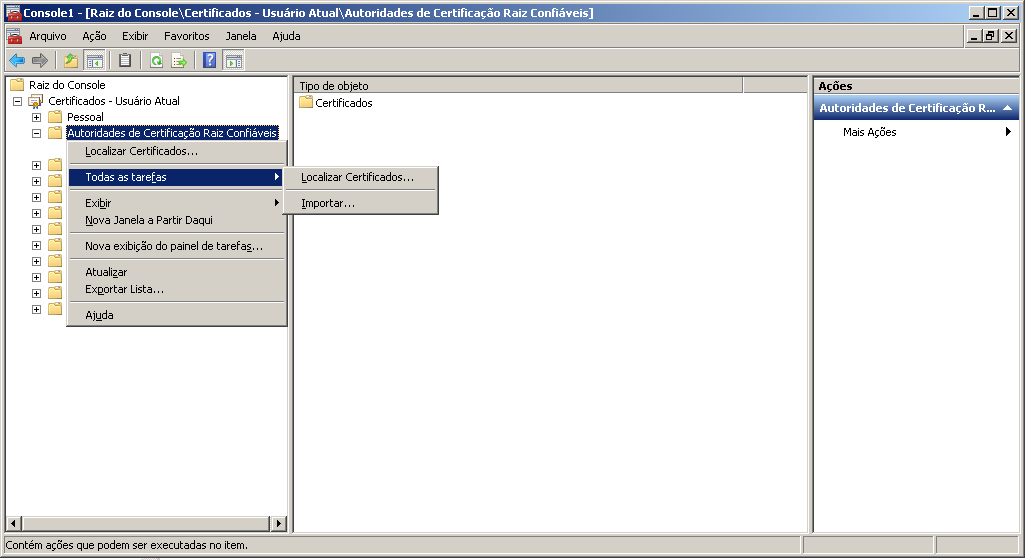 Console1 - [Raiz do Console\Certificados - Usuário Atual\Autoridades de Certificação Raiz Confiáveis]
Arquivo Ação Exibir Favoritos Janela Ajuda
Raiz do Console
Certificados - Usuário Atual
Pessoal
Autoridades de Certificação Raiz Confiáveis
Localizar Certificados...
Todas as tarefas
Exibir
Nova Janela a Partir Daqui
Nova exibição do painel de tarefas...
Atualizar
Exportar Lista...
Ajuda
Localizar Certificados...
Importar...
Tipo de objeto
Certificados
Ações
Autoridades de Certificação R...
Mais Ações
Contém ações que podem ser executadas no item.